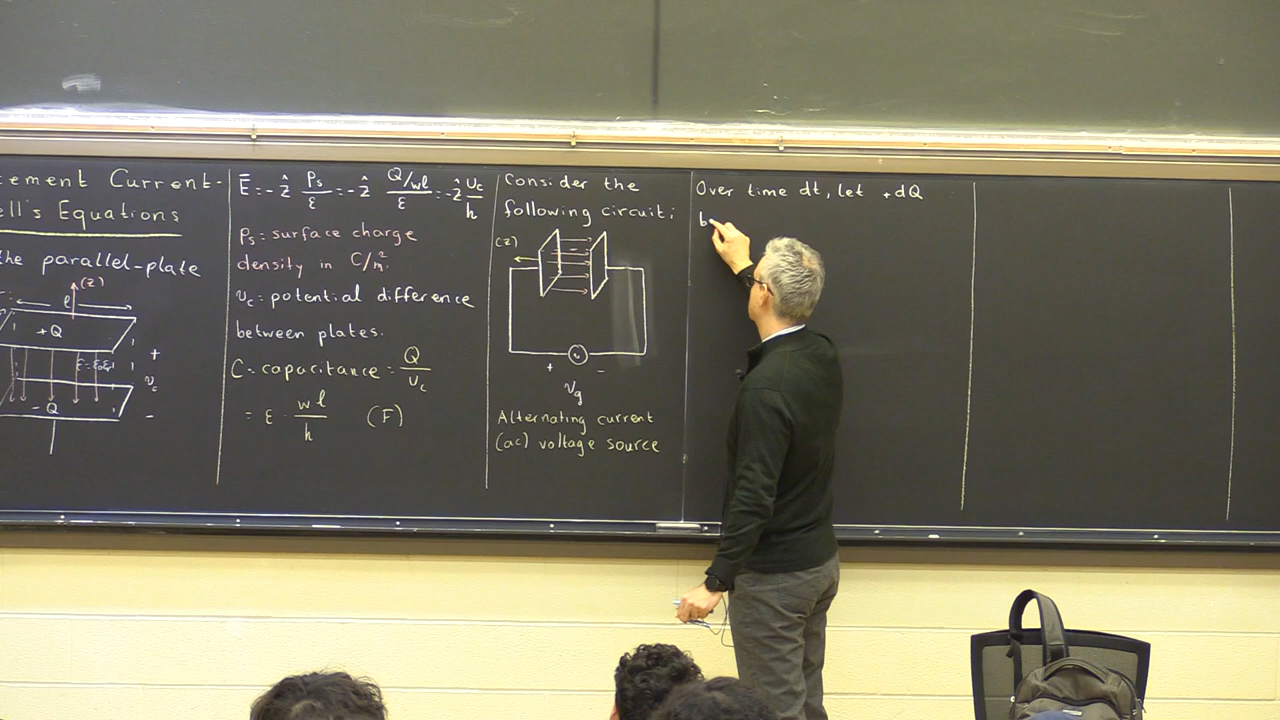 cement Current-
ell's Equations
the parallel-plate
(z)
l
+Q
ε=ε₀εᵣ
+
v_c
-
-Q
Ē = -ẑ ρs/ε = -ẑ (Q/wl)/ε = -ẑ v_c/h
ρs: surface charge
density in C/m².
v_c: potential difference
between plates.
C = capacitance = Q/v_c
= ε · wl/h (F)
Consider the
following circuit:
(z)
+ ~ -
v_g
Alternating current
(ac) voltage source
Over time dt, let +dQ
b